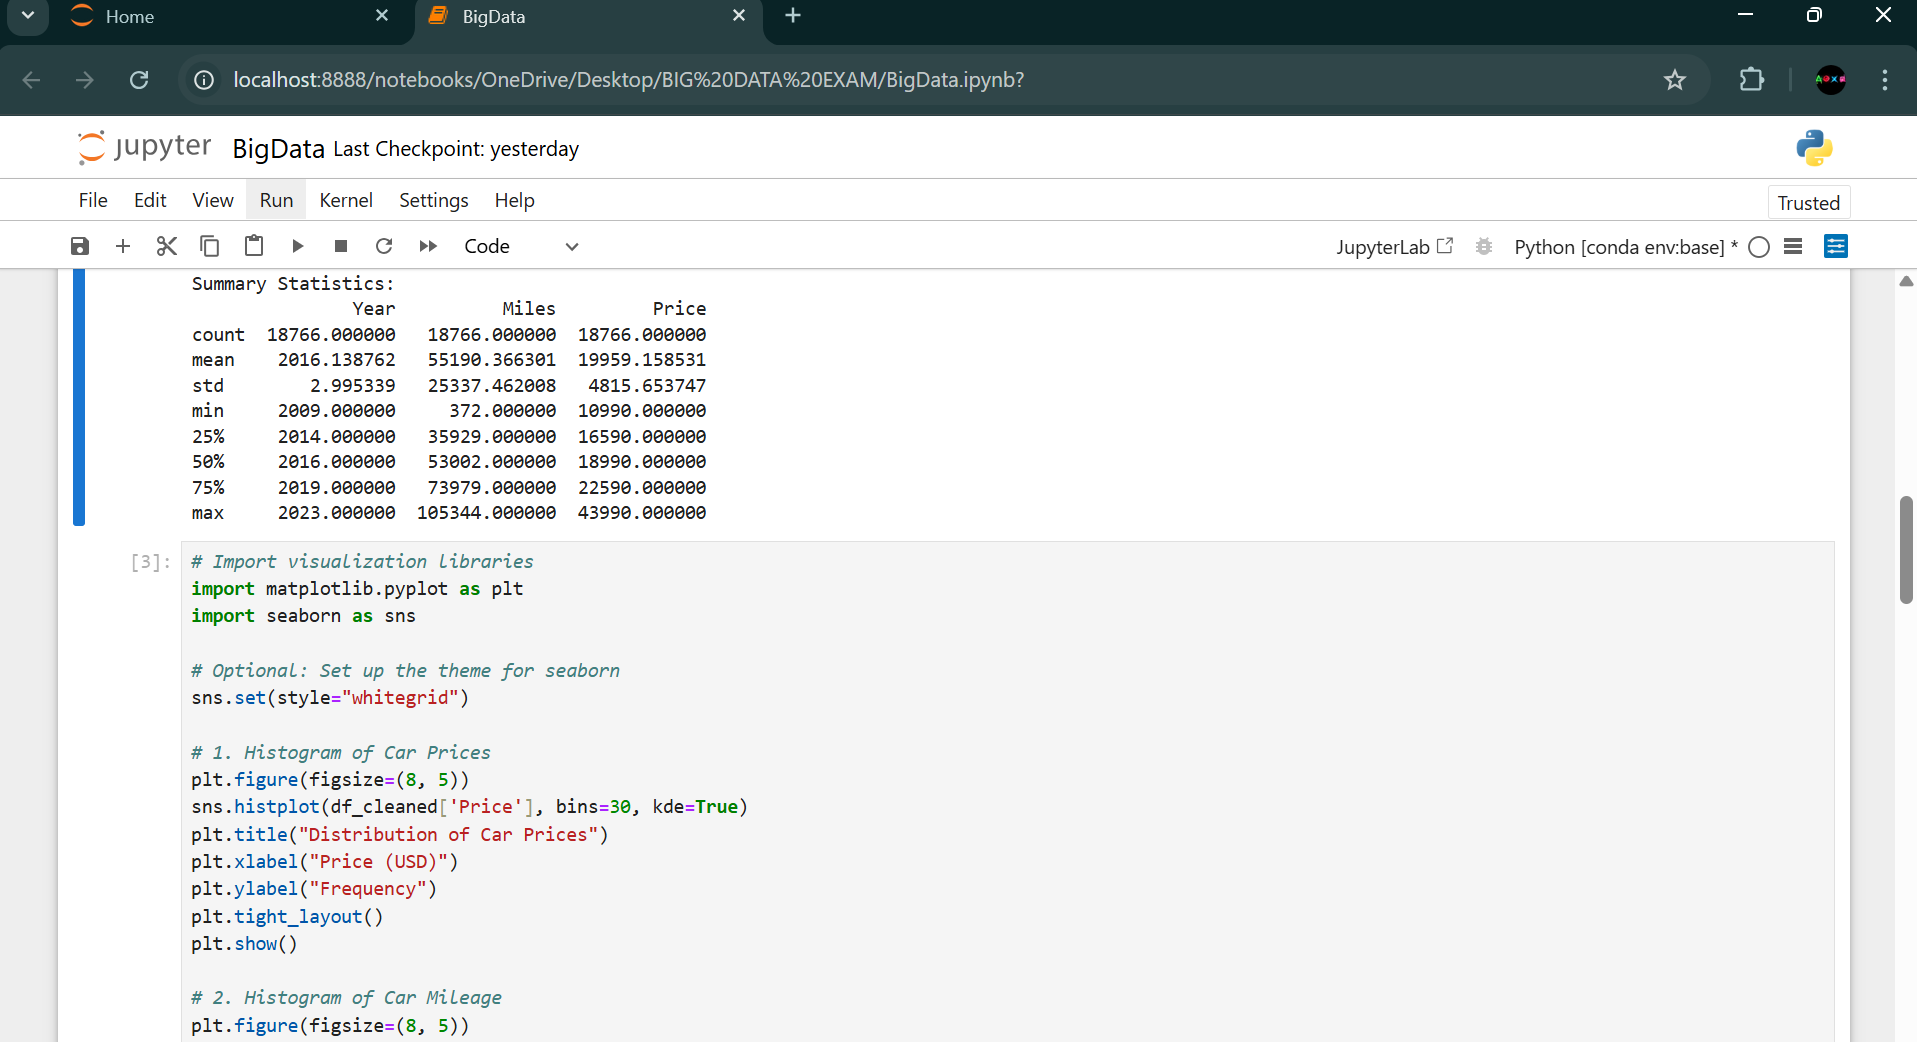 Home
BigData
localhost:8888/notebooks/OneDrive/Desktop/BIG%20DATA%20EXAM/BigData.ipynb?
jupyter BigData Last Checkpoint: yesterday
File Edit View Run Kernel Settings Help
Trusted
Code
JupyterLab
Python [conda env:base] *
Summary Statistics:
Year Miles Price
count 18766.000000 18766.000000 18766.000000
mean 2016.138762 55190.366301 19959.158531
std 2.995339 25337.462008 4815.653747
min 2009.000000 372.000000 10990.000000
25% 2014.000000 35929.000000 16590.000000
50% 2016.000000 53002.000000 18990.000000
75% 2019.000000 73979.000000 22590.000000
max 2023.000000 105344.000000 43990.000000
[3]:
# Import visualization libraries
import matplotlib.pyplot as plt
import seaborn as sns
# Optional: Set up the theme for seaborn
sns.set(style="whitegrid")
# 1. Histogram of Car Prices
plt.figure(figsize=(8, 5))
sns.histplot(df_cleaned['Price'], bins=30, kde=True)
plt.title("Distribution of Car Prices")
plt.xlabel("Price (USD)")
plt.ylabel("Frequency")
plt.tight_layout()
plt.show()
# 2. Histogram of Car Mileage
plt.figure(figsize=(8, 5))